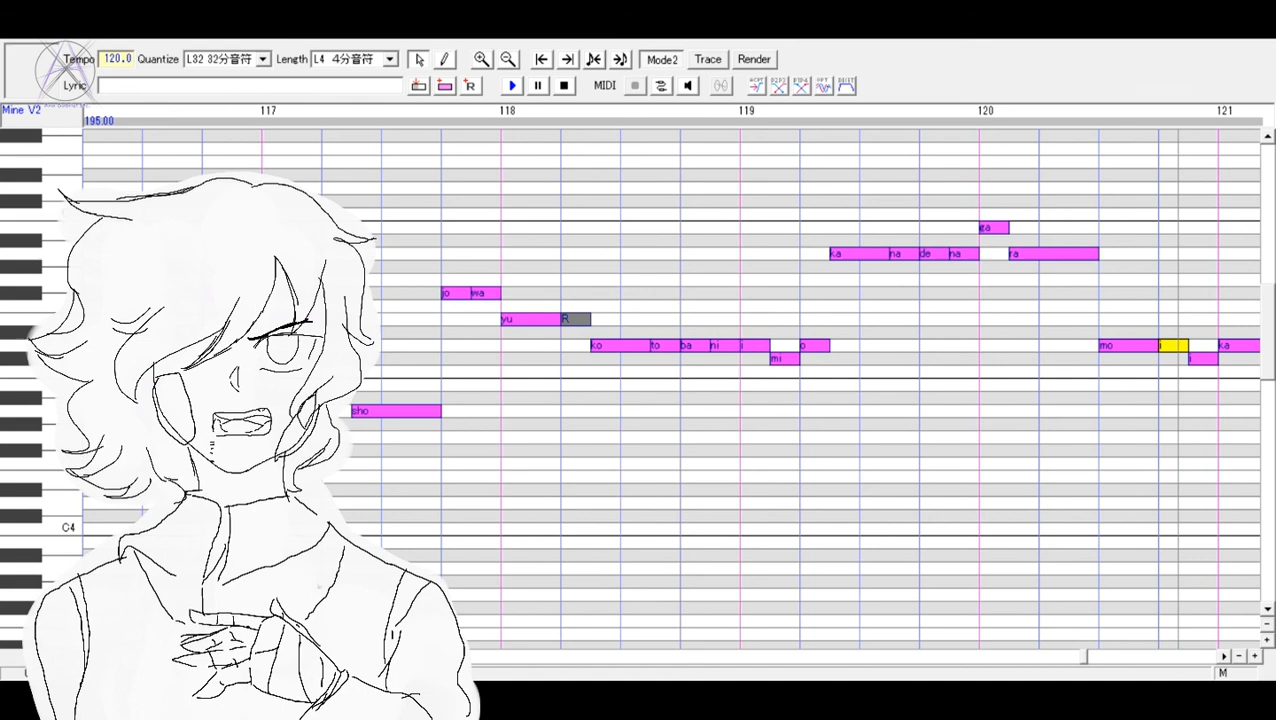 Tempo 120.0 Quantize L32 32分音符 Length L4 4分音符 Mode2 Trace Render
Lyric R MIDI
Mine V2 117 118 119 120 121
195.00
ga
ka na de na ra
jo wa
yu R
ko to ba ni i o mo i ka
mi i
sho
C4
M